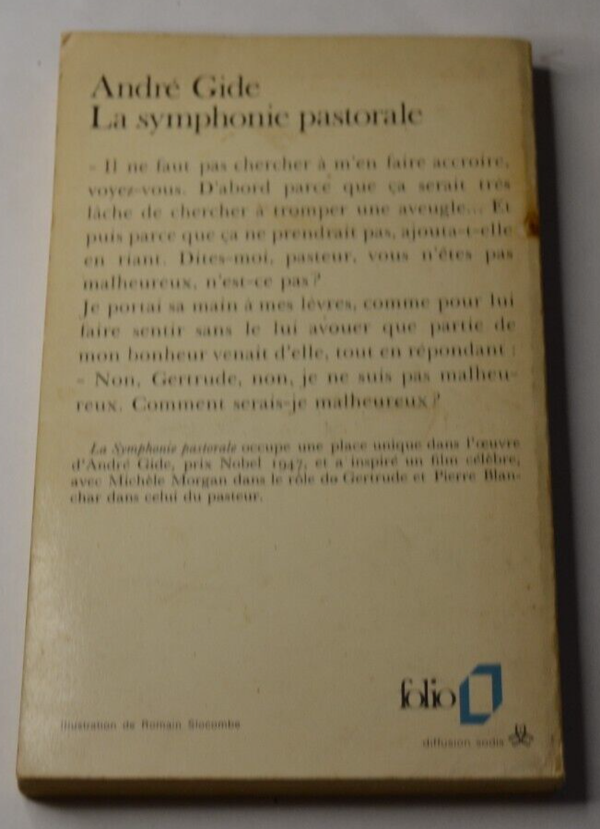 André Gide
La symphonie pastorale
- Il ne faut pas chercher à m'en faire accroire,
voyez-vous. D'abord parce que ça serait très
lâche de chercher à tromper une aveugle... Et
puis parce que ça ne prendrait pas, ajouta-t-elle
en riant. Dites-moi, pasteur, vous n'êtes pas
malheureux, n'est-ce pas?
Je portai sa main à mes lèvres, comme pour lui
faire sentir sans le lui avouer que partie de
mon bonheur venait d'elle, tout en répondant :
- Non, Gertrude, non, je ne suis pas malheu-
reux. Comment serais-je malheureux?
La Symphonie pastorale occupe une place unique dans l'œuvre
d'André Gide, prix Nobel 1947, et a inspiré un film célèbre,
avec Michèle Morgan dans le rôle du Gertrude et Pierre Blan-
char dans celui du pasteur.
folio
Illustration de Romain Slocombe
diffusion sodis